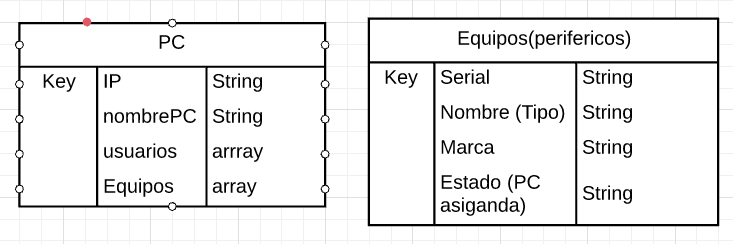 PC
Key IP String
nombrePC String
usuarios arrray
Equipos array
Equipos(perifericos)
Key Serial String
Nombre (Tipo) String
Marca String
Estado (PC
asiganda) String